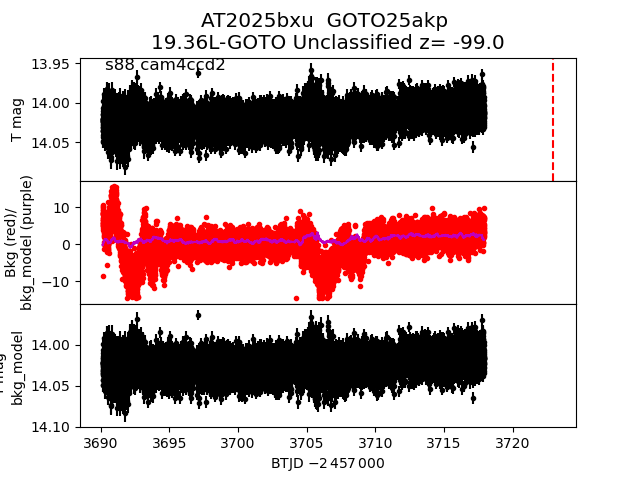 AT2025bxu GOTO25akp
19.36L-GOTO Unclassified z= -99.0
s88 cam4ccd2
T mag
13.95
14.00
14.05
Bkg (red)/
bkg_model (purple)
10
0
−10
bkg_model
14.00
14.05
14.10
3690 3695 3700 3705 3710 3715 3720
BTJD −2 457 000